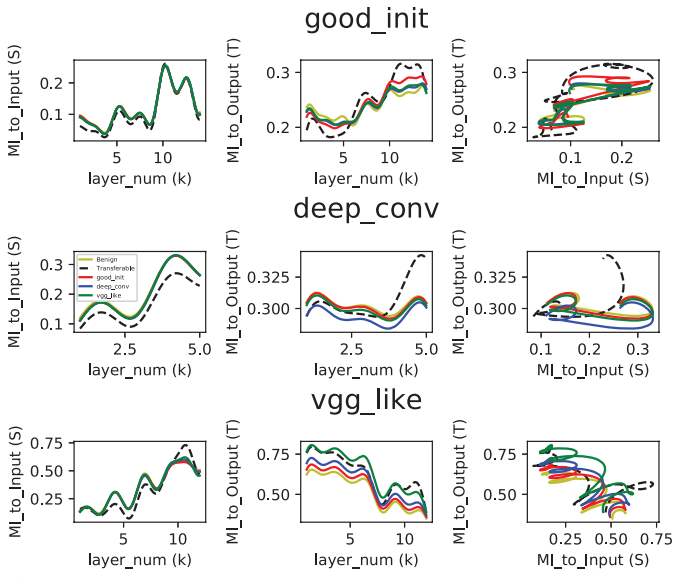 good_init
MI_to_Input (S)
0.2
0.1
5
10
layer_num (k)
MI_to_Output (T)
0.3
0.2
5
10
layer_num (k)
MI_to_Output (T)
0.3
0.2
0.1
0.2
MI_to_Input (S)
deep_conv
MI_to_Input (S)
0.3
0.2
0.1
Benign
Transferable
good_init
deep_conv
vgg_like
2.5
5.0
layer_num (k)
MI_to_Output (T)
0.325
0.300
2.5
5.0
layer_num (k)
MI_to_Output (T)
0.325
0.300
0.1
0.2
0.3
MI_to_Input (S)
vgg_like
MI_to_Input (S)
0.75
0.50
0.25
5
10
layer_num (k)
MI_to_Output (T)
0.75
0.50
5
10
layer_num (k)
MI_to_Output (T)
0.75
0.50
0.25
0.50
0.75
MI_to_Input (S)